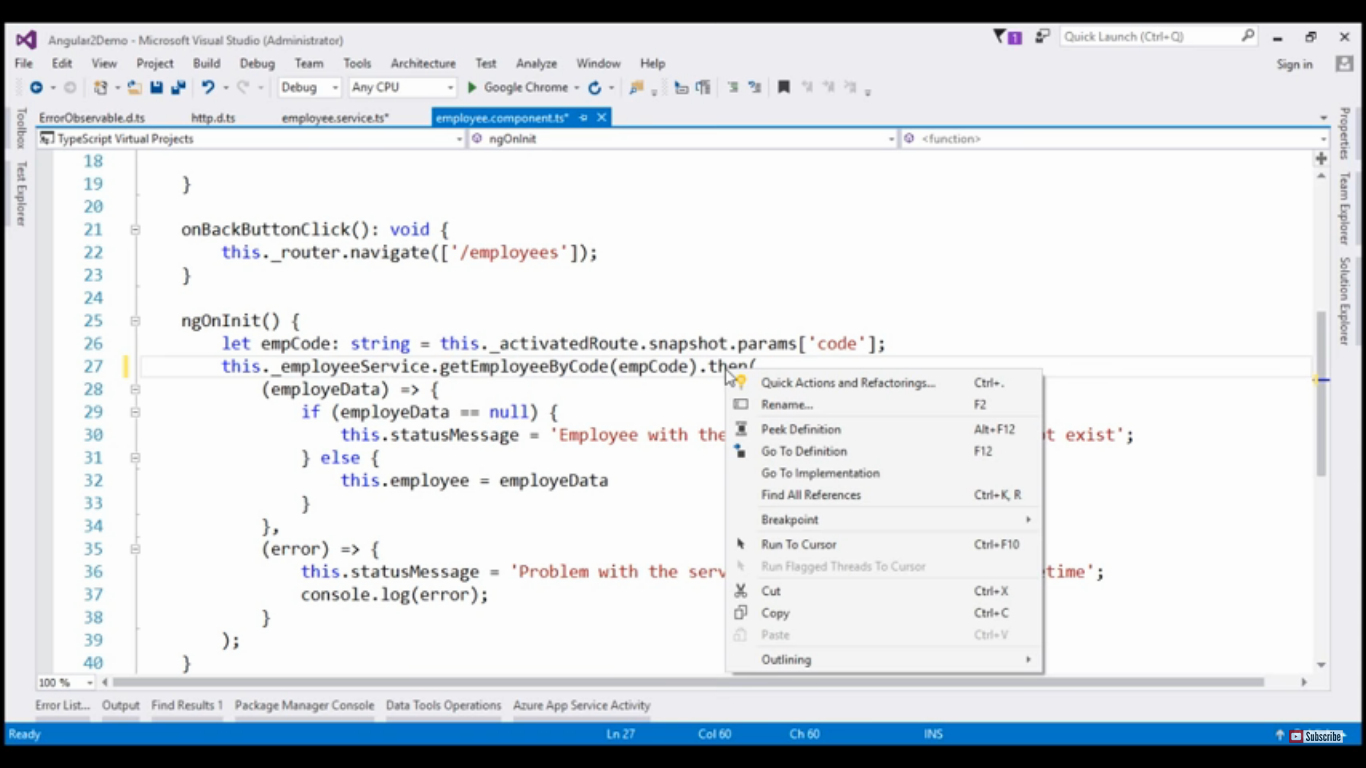 Angular2Demo - Microsoft Visual Studio (Administrator)
1
Quick Launch (Ctrl+Q)
File Edit View Project Build Debug Team Tools Architecture Test Analyze Window Help
Sign in
Debug Any CPU Google Chrome
ErrorObservable.d.ts http.d.ts employee.service.ts* employee.component.ts*
TypeScript Virtual Projects ngOnInit <function>
Toolbox
Test Explorer
Properties
Team Explorer
Solution Explorer
18
19 }
20
21 onBackButtonClick(): void {
22 this._router.navigate(['/employees']);
23 }
24
25 ngOnInit() {
26 let empCode: string = this._activatedRoute.snapshot.params['code'];
27 this._employeeService.getEmployeeByCode(empCode).then(
28 (employeData) => {
29 if (employeData == null) {
30 this.statusMessage = 'Employee with the t exist';
31 } else {
32 this.employee = employeData
33 }
34 },
35 (error) => {
36 this.statusMessage = 'Problem with the serv etime';
37 console.log(error);
38 }
39 );
40 }
Quick Actions and Refactorings... Ctrl+.
Rename... F2
Peek Definition Alt+F12
Go To Definition F12
Go To Implementation
Find All References Ctrl+K, R
Breakpoint
Run To Cursor Ctrl+F10
Run Flagged Threads To Cursor
Cut Ctrl+X
Copy Ctrl+C
Paste Ctrl+V
Outlining
100 %
Error List... Output Find Results 1 Package Manager Console Data Tools Operations Azure App Service Activity
Ready Ln 27 Col 60 Ch 60 INS
Subscribe